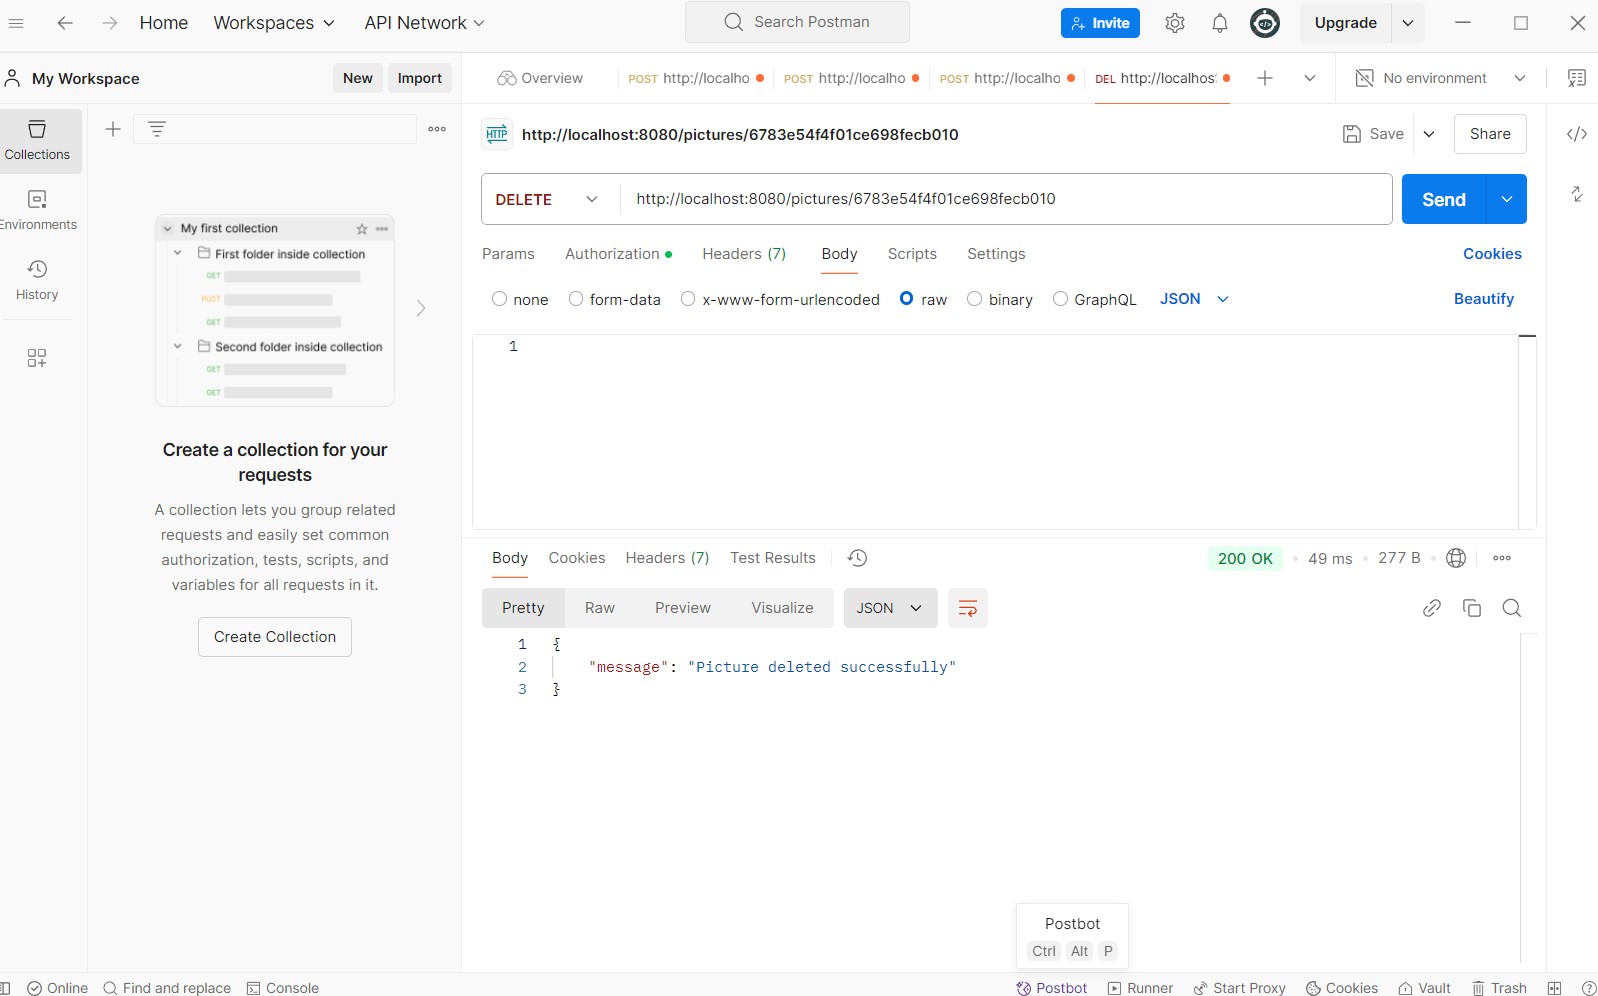 Home
Workspaces
API Network
Search Postman
Invite
Upgrade
My Workspace
New
Import
Overview
POST http://localho
POST http://localho
POST http://localho
DEL http://localhos
No environment
Collections
Environments
History
My first collection
First folder inside collection
GET
POST
GET
Second folder inside collection
GET
GET
Create a collection for your
requests
A collection lets you group related
requests and easily set common
authorization, tests, scripts, and
variables for all requests in it.
Create Collection
HTTP
http://localhost:8080/pictures/6783e54f4f01ce698fecb010
Save
Share
DELETE
http://localhost:8080/pictures/6783e54f4f01ce698fecb010
Send
Params
Authorization
Headers (7)
Body
Scripts
Settings
Cookies
none
form-data
x-www-form-urlencoded
raw
binary
GraphQL
JSON
Beautify
1
Body
Cookies
Headers (7)
Test Results
200 OK
49 ms
277 B
Pretty
Raw
Preview
Visualize
JSON
1 {
2 "message": "Picture deleted successfully"
3 }
Postbot
Ctrl Alt P
Online
Find and replace
Console
Postbot
Runner
Start Proxy
Cookies
Vault
Trash